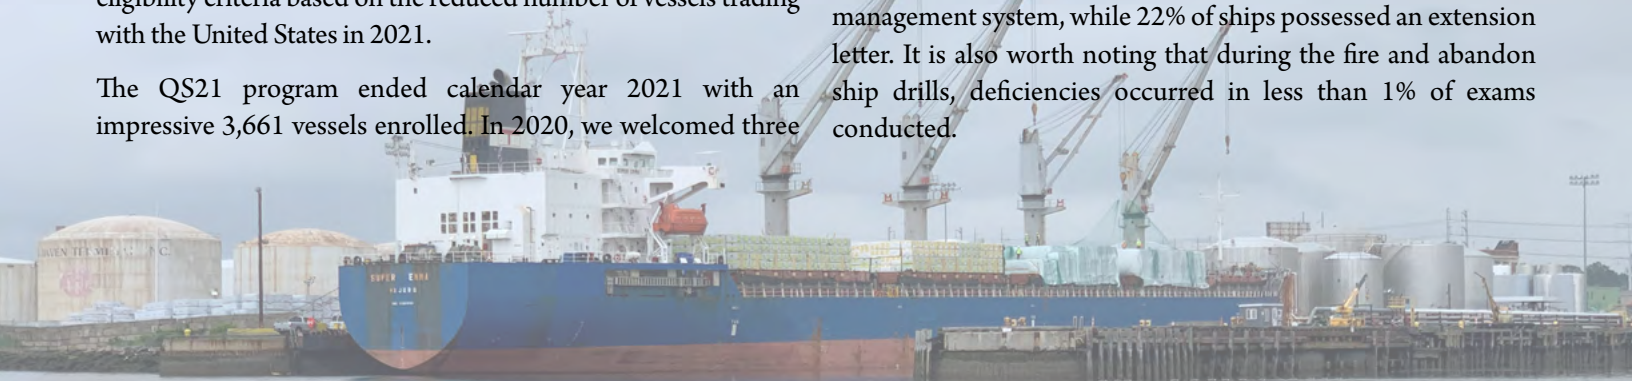 eligibility criteria based on the reduced number of vessels trading
with the United States in 2021.
The QS21 program ended calendar year 2021 with an
impressive 3,661 vessels enrolled. In 2020, we welcomed three
management system, while 22% of ships possessed an extension
letter. It is also worth noting that during the fire and abandon
ship drills, deficiencies occurred in less than 1% of exams
conducted.
SUPER EMMA
MAJURO